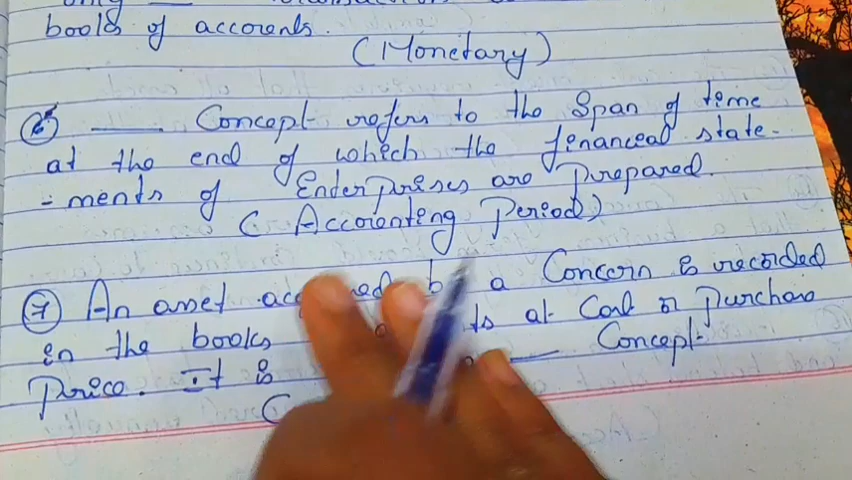 books of accounts.
(Monetary)
6 ___ Concept refers to the Span of time
at the end of which the financeal state-
-ments of Enterprises are prepared.
( Accounting Period)
7 An asset a Concern is recorded
in the books at Cost or Purchase
Price. It is ___ Concept.
(